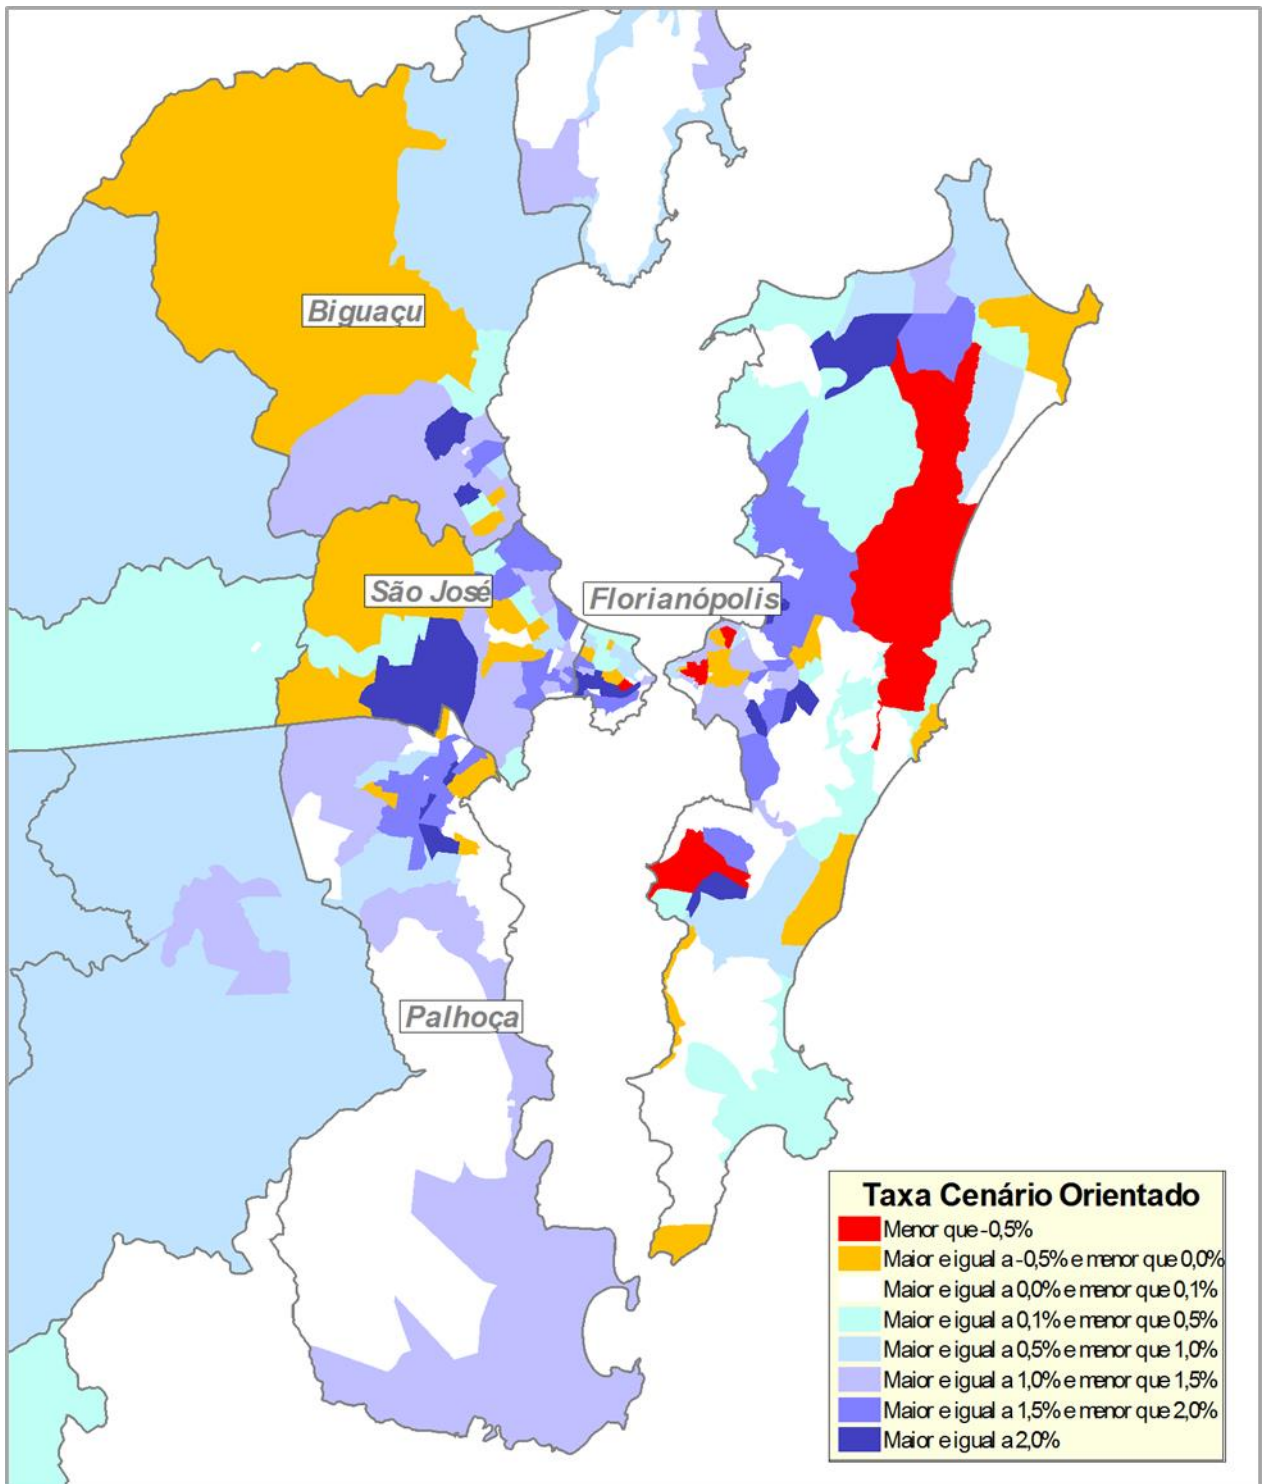 Biguaçu
São José
Florianópolis
Palhoça
Taxa Cenário Orientado
Menor que -0,5%
Maior e igual a -0,5% e menor que 0,0%
Maior e igual a 0,0% e menor que 0,1%
Maior e igual a 0,1% e menor que 0,5%
Maior e igual a 0,5% e menor que 1,0%
Maior e igual a 1,0% e menor que 1,5%
Maior e igual a 1,5% e menor que 2,0%
Maior e igual a 2,0%